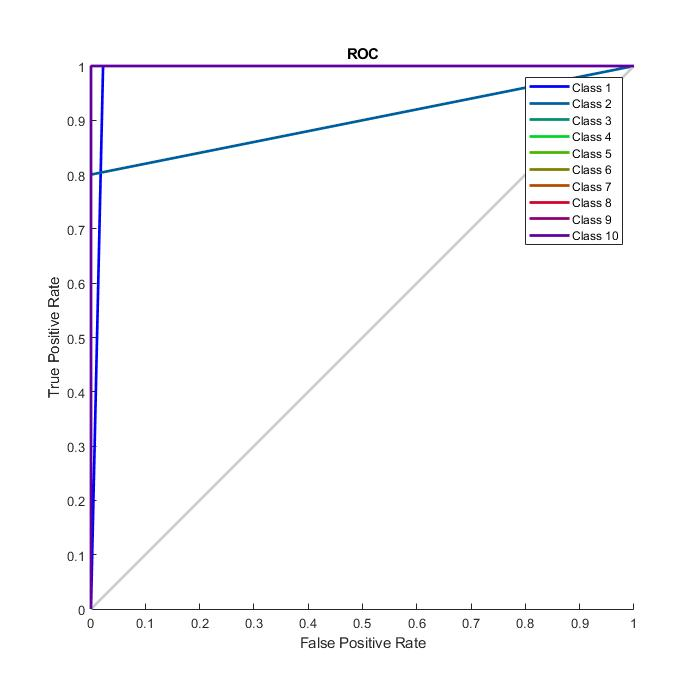 ROC
1
0.9
0.8
0.7
0.6
0.5
0.4
0.3
0.2
0.1
0
True Positive Rate
Class 1
Class 2
Class 3
Class 4
Class 5
Class 6
Class 7
Class 8
Class 9
Class 10
0 0.1 0.2 0.3 0.4 0.5 0.6 0.7 0.8 0.9 1
False Positive Rate